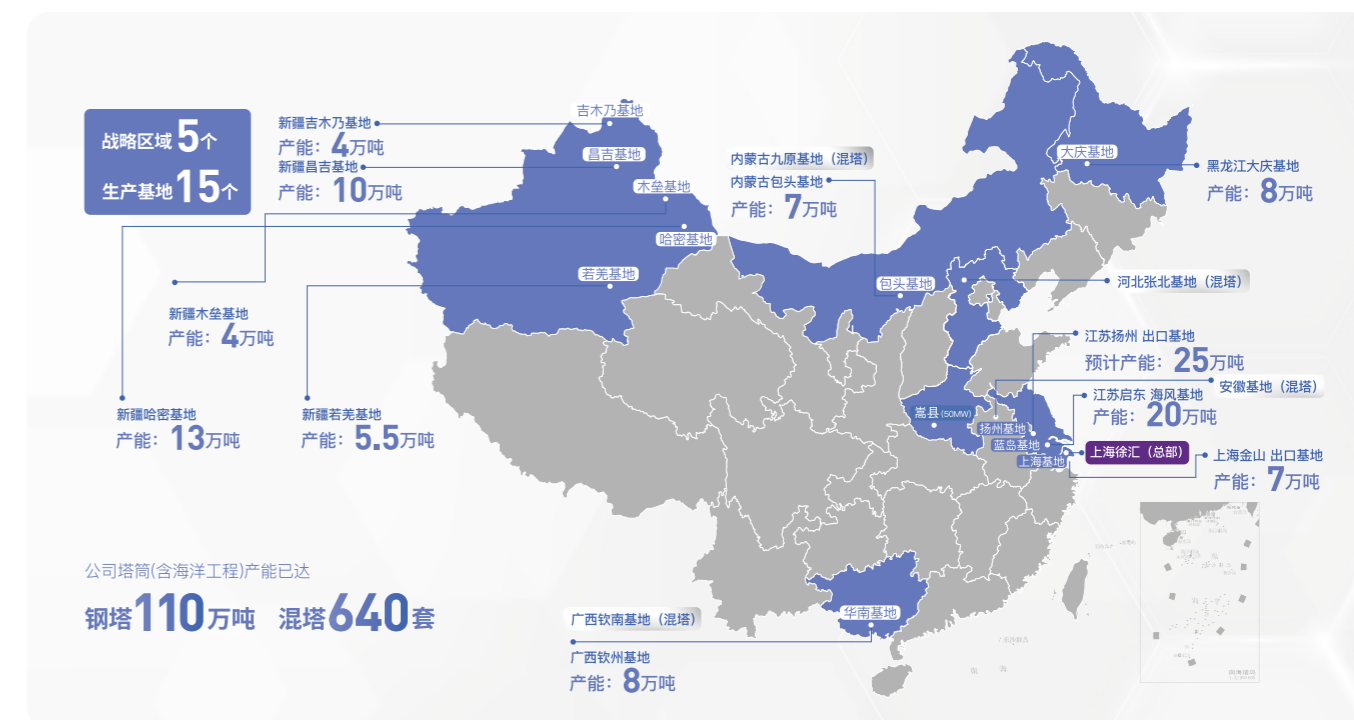 战略区域5个
生产基地15个
新疆吉木乃基地
产能：4万吨
新疆昌吉基地
产能：10万吨
吉木乃基地
昌吉基地
木垒基地
哈密基地
若羌基地
新疆木垒基地
产能：4万吨
新疆哈密基地
产能：13万吨
新疆若羌基地
产能：5.5万吨
内蒙古九原基地（混塔）
内蒙古包头基地
产能：7万吨
包头基地
大庆基地
黑龙江大庆基地
产能：8万吨
河北张北基地（混塔）
江苏扬州 出口基地
预计产能：25万吨
安徽基地（混塔）
江苏启东 海风基地
产能：20万吨
嵩县(50MW)
扬州基地
蓝岛基地
上海基地
上海徐汇（总部）
上海金山 出口基地
产能：7万吨
公司塔筒(含海洋工程)产能已达
钢塔110万吨 混塔640套
广西钦南基地（混塔）
华南基地
广西钦州基地
产能：8万吨
南海诸岛